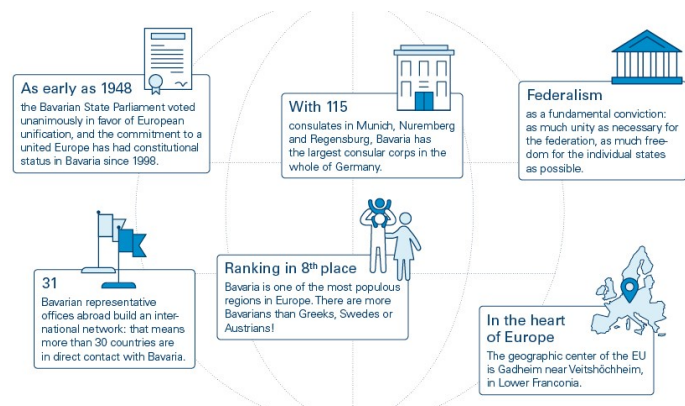 As early as 1948
the Bavarian State Parliament voted
unanimously in favor of European
unification, and the commitment to a
united Europe has had constitutional
status in Bavaria since 1998.
With 115
consulates in Munich, Nuremberg
and Regensburg, Bavaria has
the largest consular corps in the
whole of Germany.
Federalism
as a fundamental conviction:
as much unity as necessary for
the federation, as much free-
dom for the individual states
as possible.
31
Bavarian representative
offices abroad build an inter-
national network: that means
more than 30 countries are
in direct contact with Bavaria.
Ranking in 8th place
Bavaria is one of the most populous
regions in Europe. There are more
Bavarians than Greeks, Swedes or
Austrians!
In the heart
of Europe
The geographic center of the EU
is Gadheim near Veitshöchheim,
in Lower Franconia.